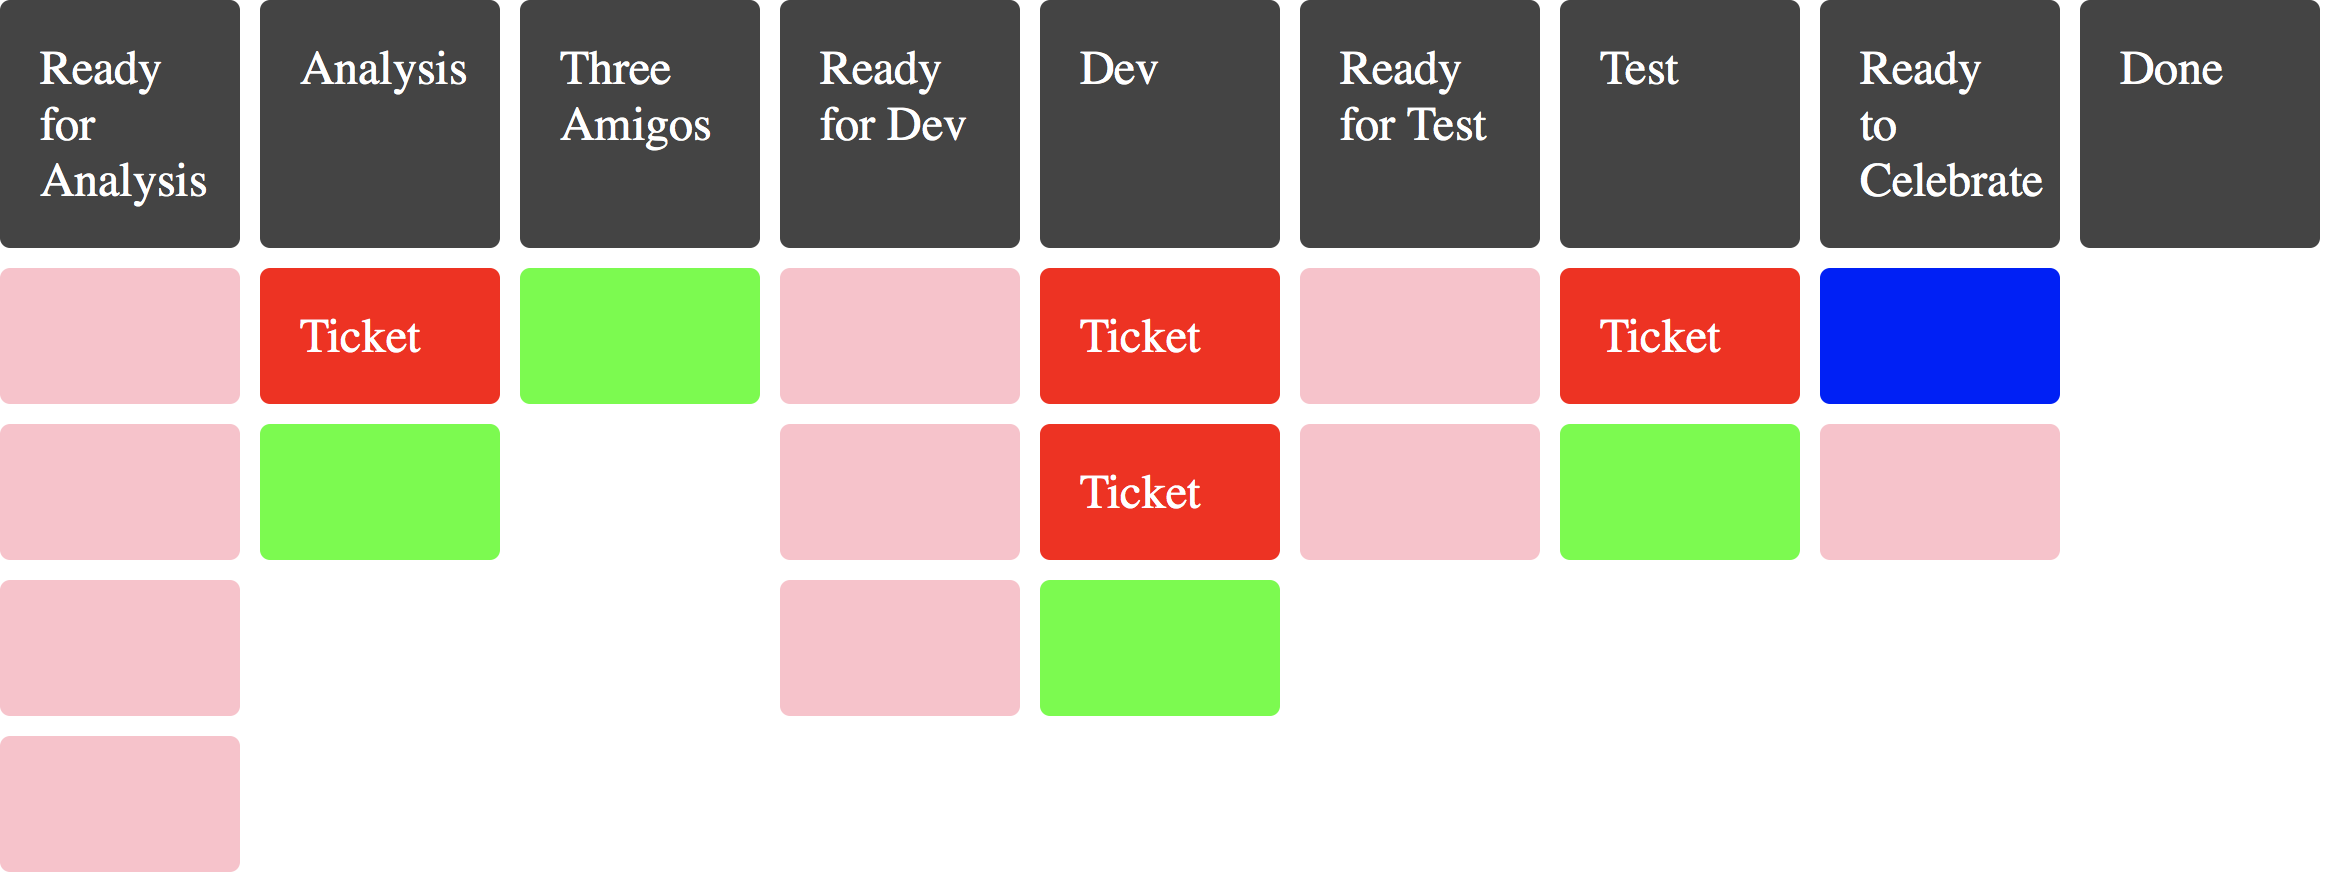 Ready
for
Analysis
Analysis
Three
Amigos
Ready
for Dev
Dev
Ready
for Test
Test
Ready
to
Celebrate
Done
Ticket
Ticket
Ticket
Ticket